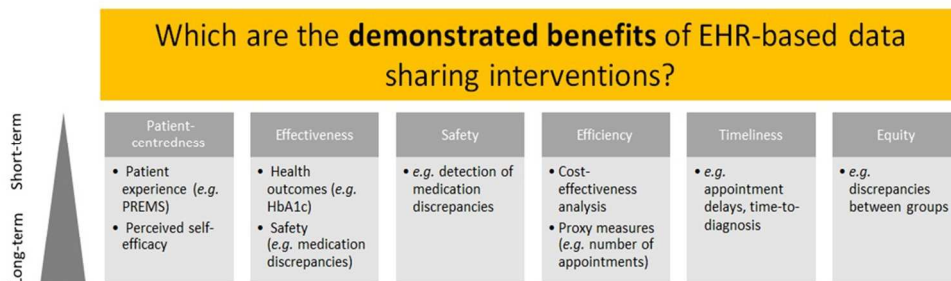 Which are the demonstrated benefits of EHR-based data
sharing interventions?
Short-term
Long-term
Patient-
centredness
• Patient
experience (e.g.
PREMS)
• Perceived self-
efficacy
Effectiveness
• Health
outcomes (e.g.
HbA1c)
• Safety
(e.g. medication
discrepancies)
Safety
• e.g. detection of
medication
discrepancies
Efficiency
• Cost-
effectiveness
analysis
• Proxy measures
(e.g. number of
appointments)
Timeliness
• e.g.
appointment
delays, time-to-
diagnosis
Equity
• e.g.
discrepancies
between groups